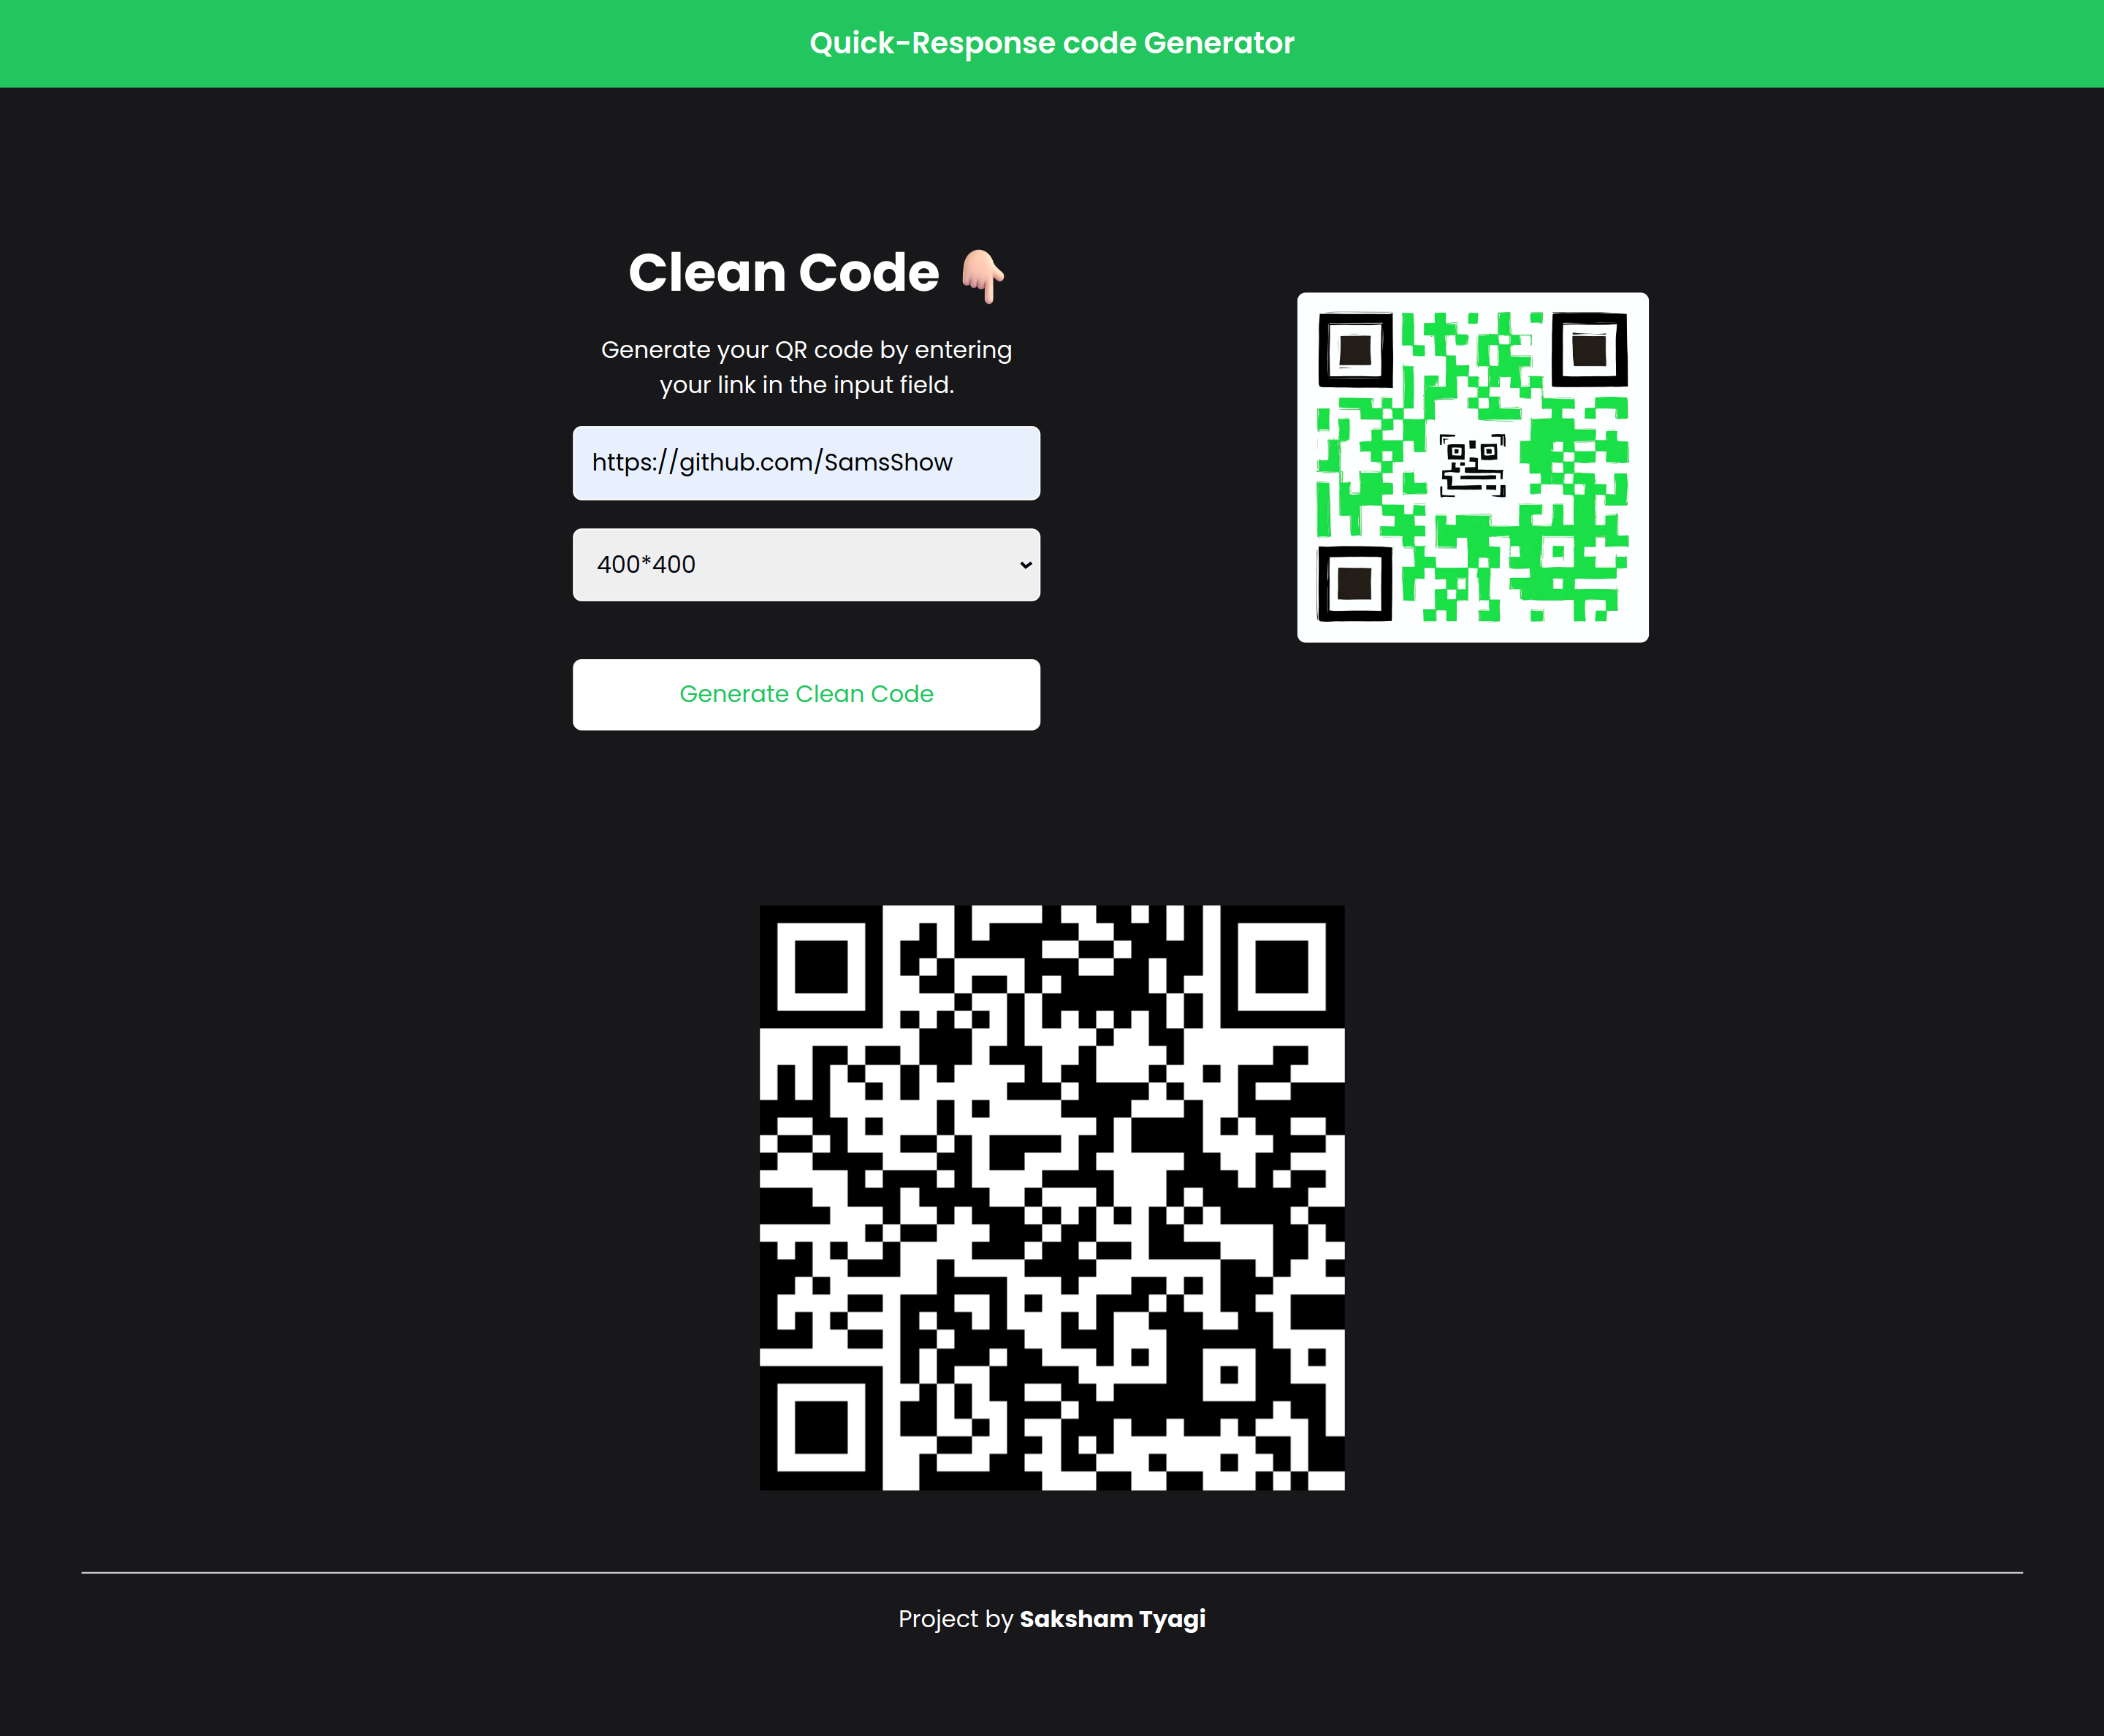 Quick-Response code Generator
Clean Code
Generate your QR code by entering
your link in the input field.
https://github.com/SamsShow
400*400
Generate Clean Code
Project by Saksham Tyagi